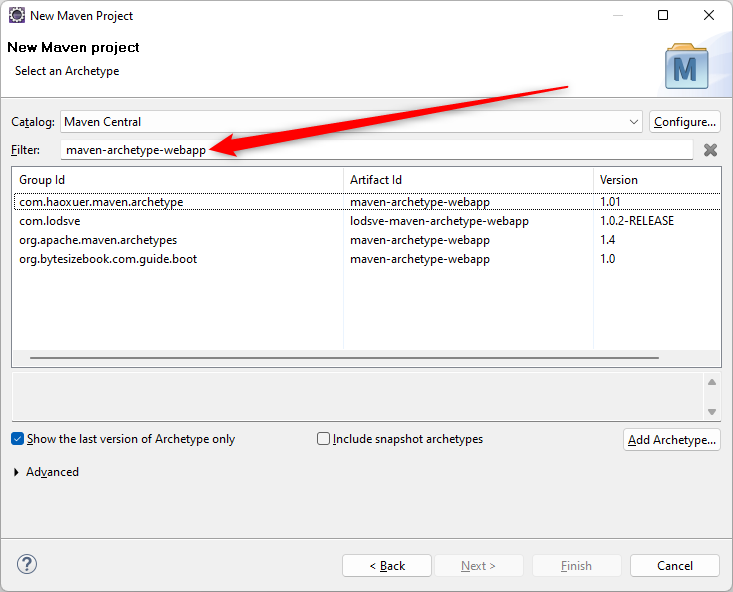 New Maven Project
New Maven project
Select an Archetype
M
Catalog: Maven Central Configure...
Filter: maven-archetype-webapp
Group Id Artifact Id Version
com.haoxuer.maven.archetype maven-archetype-webapp 1.01
com.lodsve lodsve-maven-archetype-webapp 1.0.2-RELEASE
org.apache.maven.archetypes maven-archetype-webapp 1.4
org.bytesizebook.com.guide.boot maven-archetype-webapp 1.0
Show the last version of Archetype only Include snapshot archetypes Add Archetype...
Advanced
? < Back Next > Finish Cancel